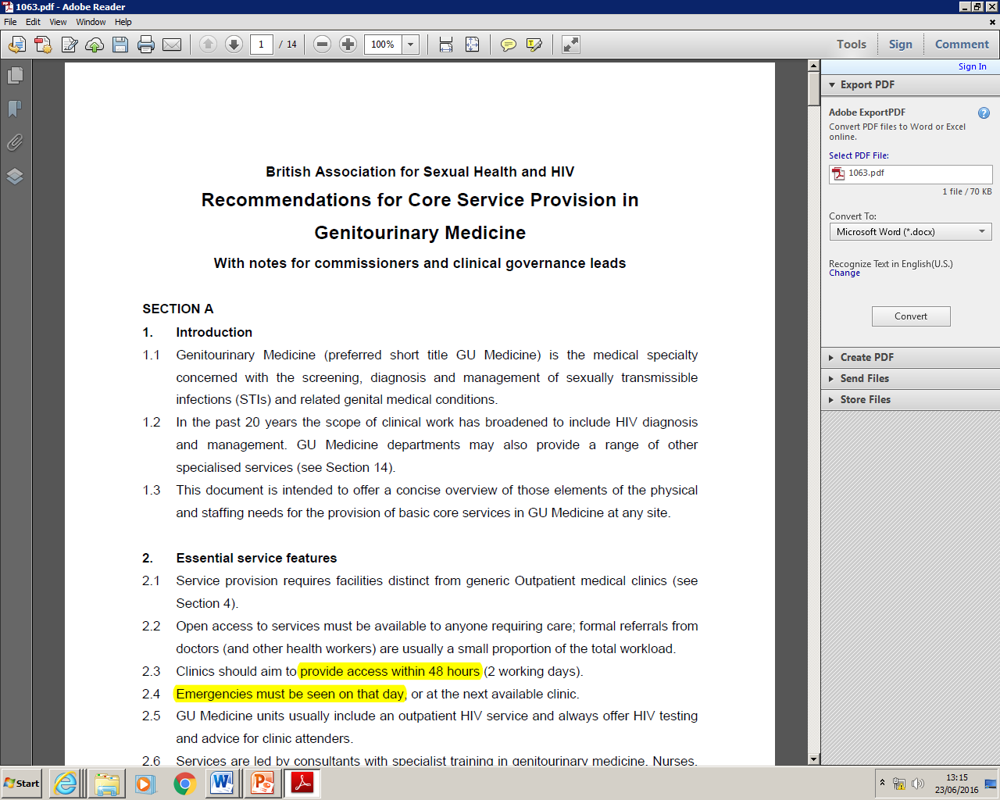 1063.pdf - Adobe Reader
File Edit View Window Help
1 / 14 100% Tools Sign Comment
Sign In
Export PDF
Adobe ExportPDF
Convert PDF files to Word or Excel
online.
Select PDF File:
1063.pdf
1 file / 70 KB
Convert To:
Microsoft Word (*.docx)
Recognize Text in English(U.S.)
Change
Convert
Create PDF
Send Files
Store Files
British Association for Sexual Health and HIV
Recommendations for Core Service Provision in
Genitourinary Medicine
With notes for commissioners and clinical governance leads
SECTION A
1. Introduction
1.1 Genitourinary Medicine (preferred short title GU Medicine) is the medical specialty
concerned with the screening, diagnosis and management of sexually transmissible
infections (STIs) and related genital medical conditions.
1.2 In the past 20 years the scope of clinical work has broadened to include HIV diagnosis
and management. GU Medicine departments may also provide a range of other
specialised services (see Section 14).
1.3 This document is intended to offer a concise overview of those elements of the physical
and staffing needs for the provision of basic core services in GU Medicine at any site.
2. Essential service features
2.1 Service provision requires facilities distinct from generic Outpatient medical clinics (see
Section 4).
2.2 Open access to services must be available to anyone requiring care; formal referrals from
doctors (and other health workers) are usually a small proportion of the total workload.
2.3 Clinics should aim to provide access within 48 hours (2 working days).
2.4 Emergencies must be seen on that day, or at the next available clinic.
2.5 GU Medicine units usually include an outpatient HIV service and always offer HIV testing
and advice for clinic attenders.
2.6 Services are led by consultants with specialist training in genitourinary medicine. Nurses,
Start
13:15
23/06/2016